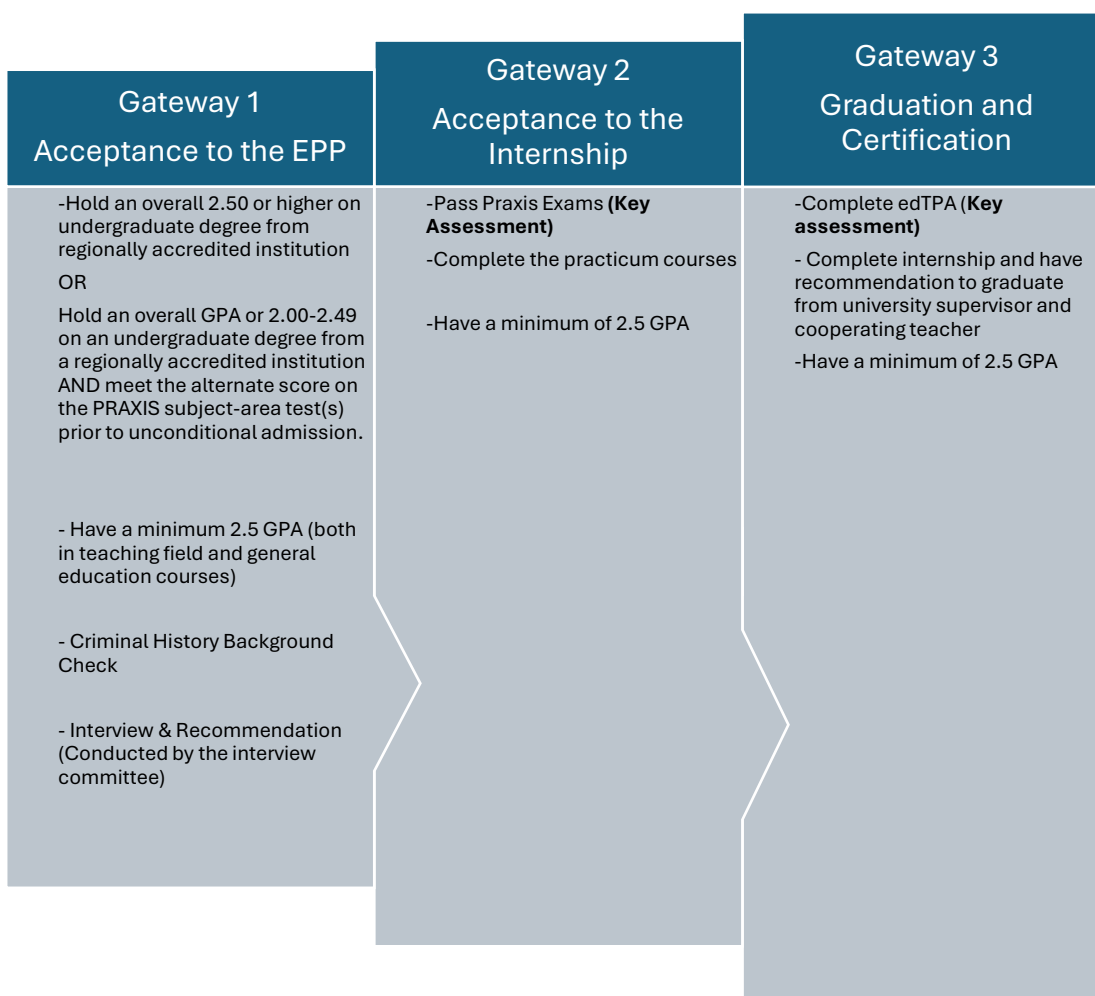 Gateway 1
Acceptance to the EPP
-Hold an overall 2.50 or higher on
undergraduate degree from
regionally accredited institution
OR
Hold an overall GPA or 2.00-2.49
on an undergraduate degree from
a regionally accredited institution
AND meet the alternate score on
the PRAXIS subject-area test(s)
prior to unconditional admission.
- Have a minimum 2.5 GPA (both
in teaching field and general
education courses)
- Criminal History Background
Check
- Interview & Recommendation
(Conducted by the interview
committee)
Gateway 2
Acceptance to the
Internship
-Pass Praxis Exams (Key
Assessment)
-Complete the practicum courses
-Have a minimum of 2.5 GPA
Gateway 3
Graduation and
Certification
-Complete edTPA (Key
assessment)
- Complete internship and have
recommendation to graduate
from university supervisor and
cooperating teacher
-Have a minimum of 2.5 GPA